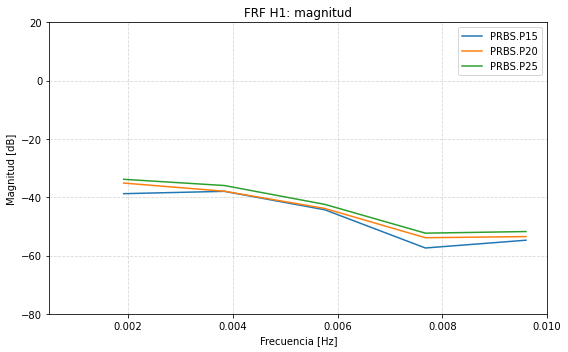 FRF H1: magnitud
PRBS.P15
PRBS.P20
PRBS.P25
Magnitud [dB]
20
0
−20
−40
−60
−80
0.002 0.004 0.006 0.008 0.010
Frecuencia [Hz]